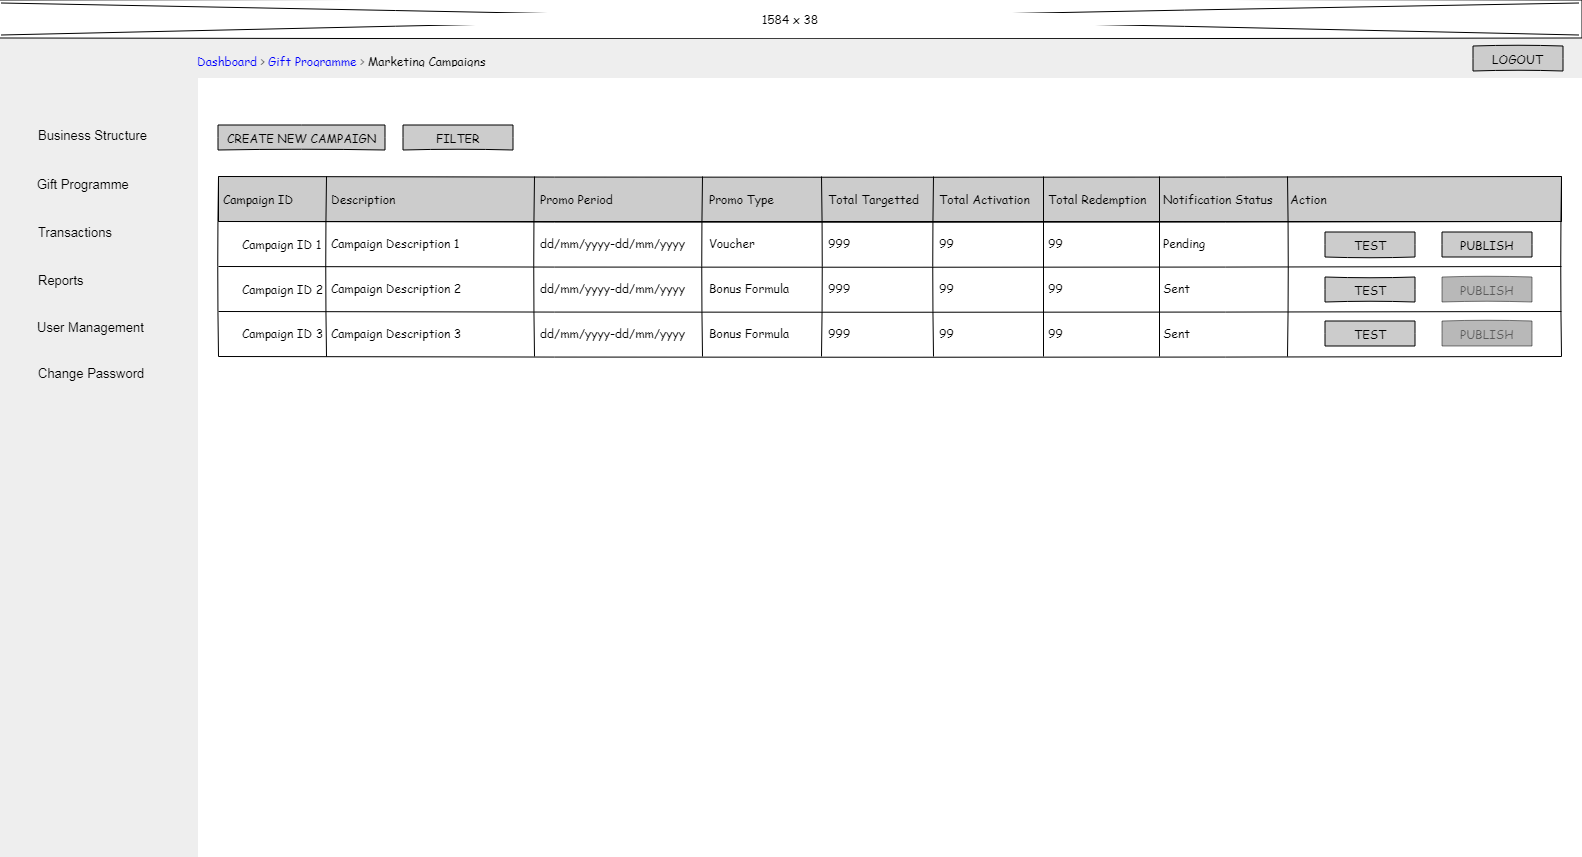 1584 x 38
Dashboard > Gift Programme > Marketing Campaigns
LOGOUT
Business Structure
Gift Programme
Transactions
Reports
User Management
Change Password
CREATE NEW CAMPAIGN FILTER
Campaign ID Description Promo Period Promo Type Total Targetted Total Activation Total Redemption Notification Status Action
Campaign ID 1 Campaign Description 1 dd/mm/yyyy-dd/mm/yyyy Voucher 999 99 99 Pending TEST PUBLISH
Campaign ID 2 Campaign Description 2 dd/mm/yyyy-dd/mm/yyyy Bonus Formula 999 99 99 Sent TEST PUBLISH
Campaign ID 3 Campaign Description 3 dd/mm/yyyy-dd/mm/yyyy Bonus Formula 999 99 99 Sent TEST PUBLISH